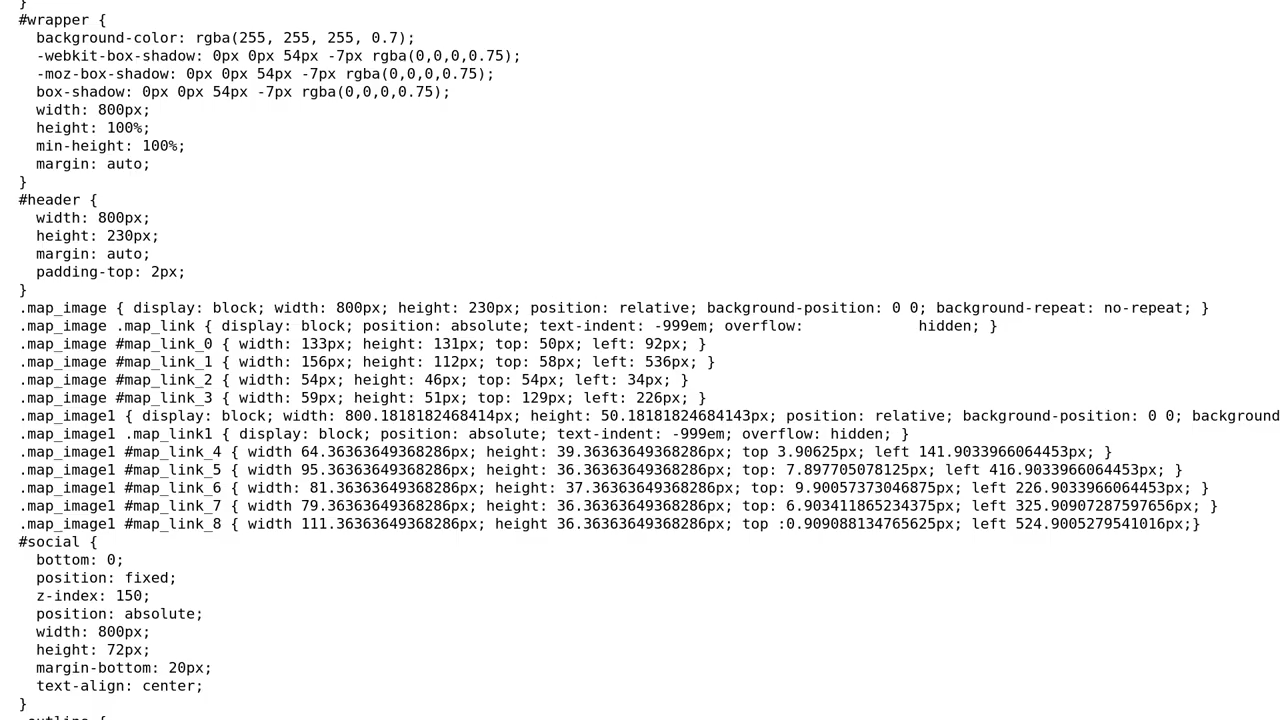 }
#wrapper {
  background-color: rgba(255, 255, 255, 0.7);
  -webkit-box-shadow: 0px 0px 54px -7px rgba(0,0,0,0.75);
  -moz-box-shadow: 0px 0px 54px -7px rgba(0,0,0,0.75);
  box-shadow: 0px 0px 54px -7px rgba(0,0,0,0.75);
  width: 800px;
  height: 100%;
  min-height: 100%;
  margin: auto;
}
#header {
  width: 800px;
  height: 230px;
  margin: auto;
  padding-top: 2px;
}
.map_image { display: block; width: 800px; height: 230px; position: relative; background-position: 0 0; background-repeat: no-repeat; }
.map_image .map_link { display: block; position: absolute; text-indent: -999em; overflow:             hidden; }
.map_image #map_link_0 { width: 133px; height: 131px; top: 50px; left: 92px; }
.map_image #map_link_1 { width: 156px; height: 112px; top: 58px; left: 536px; }
.map_image #map_link_2 { width: 54px; height: 46px; top: 54px; left: 34px; }
.map_image #map_link_3 { width: 59px; height: 51px; top: 129px; left: 226px; }
.map_image1 { display: block; width: 800.1818182468414px; height: 50.18181824684143px; position: relative; background-position: 0 0; background
.map_image1 .map_link1 { display: block; position: absolute; text-indent: -999em; overflow: hidden; }
.map_image1 #map_link_4 { width 64.36363649368286px; height: 39.36363649368286px; top 3.90625px; left 141.9033966064453px; }
.map_image1 #map_link_5 { width 95.36363649368286px; height: 36.36363649368286px; top: 7.897705078125px; left 416.9033966064453px; }
.map_image1 #map_link_6 { width: 81.36363649368286px; height: 37.36363649368286px; top: 9.90057373046875px; left 226.9033966064453px; }
.map_image1 #map_link_7 { width 79.36363649368286px; height: 36.36363649368286px; top: 6.903411865234375px; left 325.90907287597656px; }
.map_image1 #map_link_8 { width 111.36363649368286px; height 36.36363649368286px; top :0.909088134765625px; left 524.9005279541016px;}
#social {
  bottom: 0;
  position: fixed;
  z-index: 150;
  position: absolute;
  width: 800px;
  height: 72px;
  margin-bottom: 20px;
  text-align: center;
}
.outline {